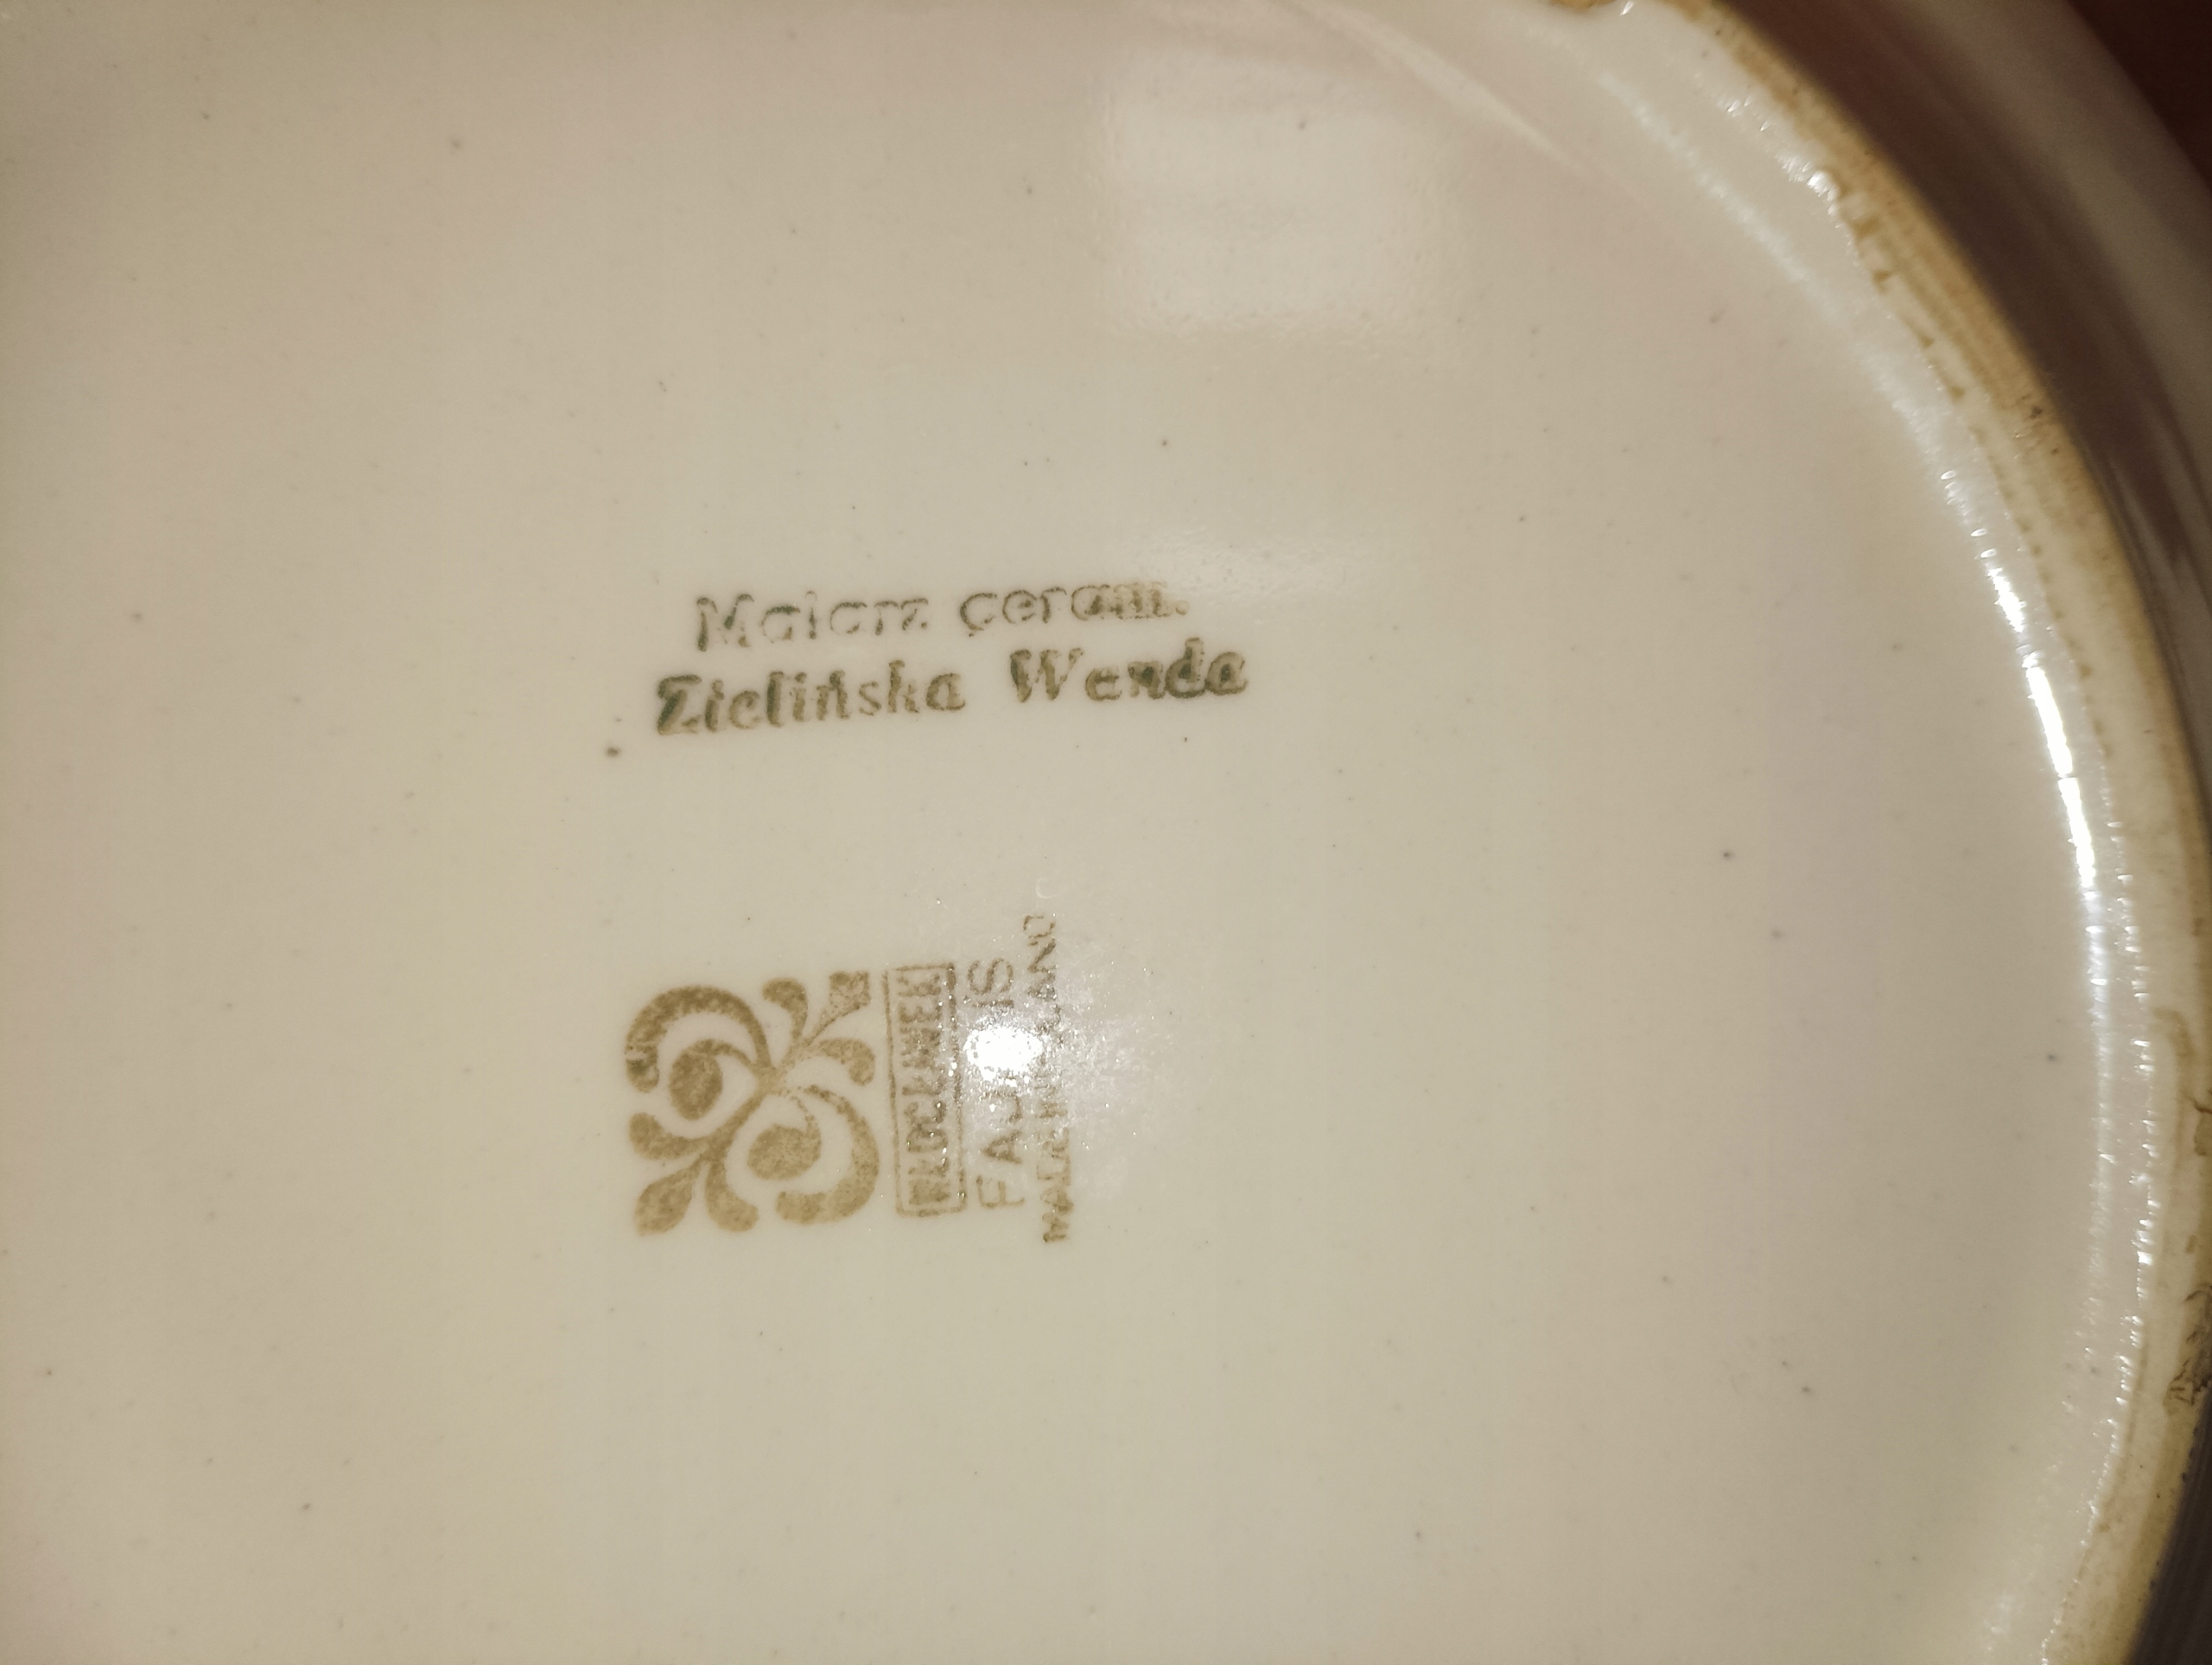 Malarz ceram.
Zielińska Wanda
WŁOCŁAWEK
FAJANS
MADE IN POLAND